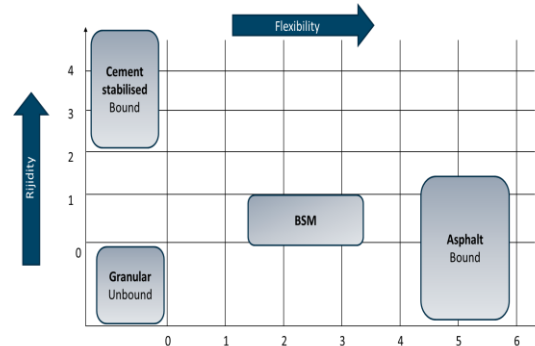 Flexibility
Rijidity
4
3
2
1
0
Cement
stabilised
Bound
BSM
Asphalt
Bound
Granular
Unbound
0 1 2 3 4 5 6